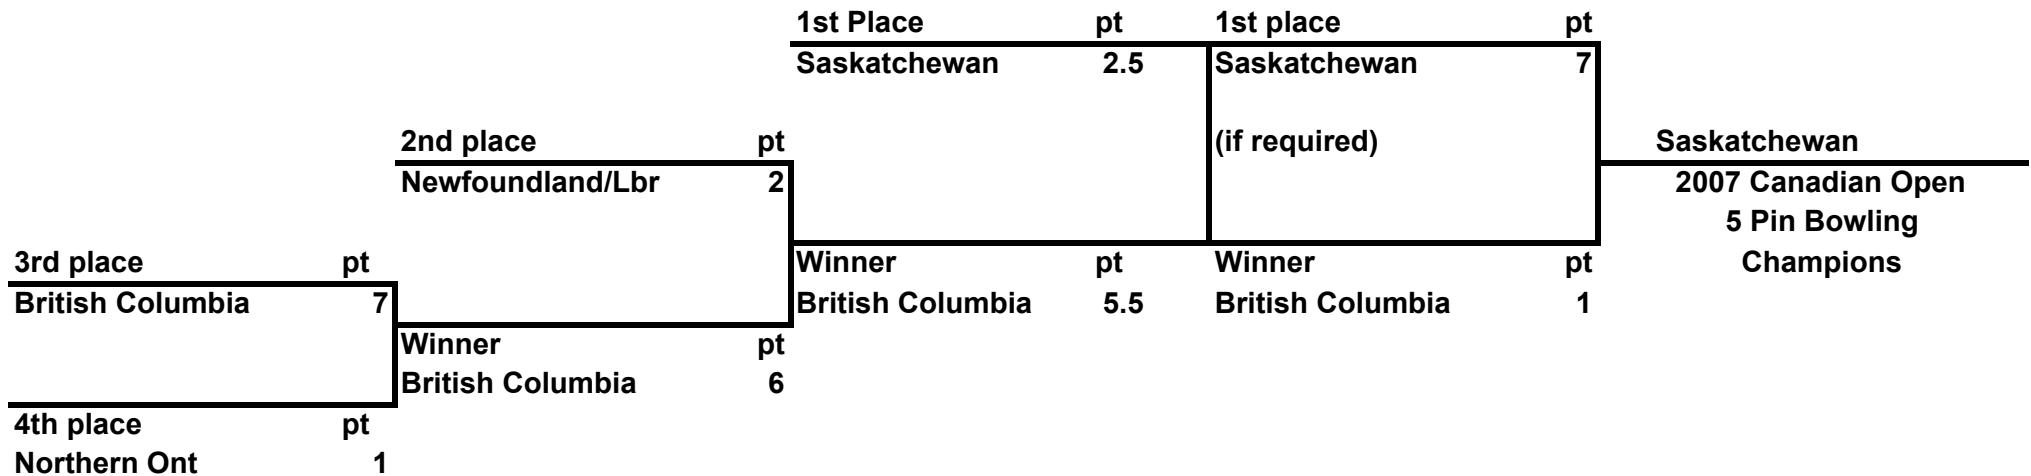 1st Place pt 1st place pt
Saskatchewan 2.5 Saskatchewan 7
2nd place pt (if required) Saskatchewan
Newfoundland/Lbr 2 2007 Canadian Open
5 Pin Bowling
3rd place pt Winner pt Winner pt Champions
British Columbia 7 British Columbia 5.5 British Columbia 1
Winner pt
British Columbia 6
4th place pt
Northern Ont 1